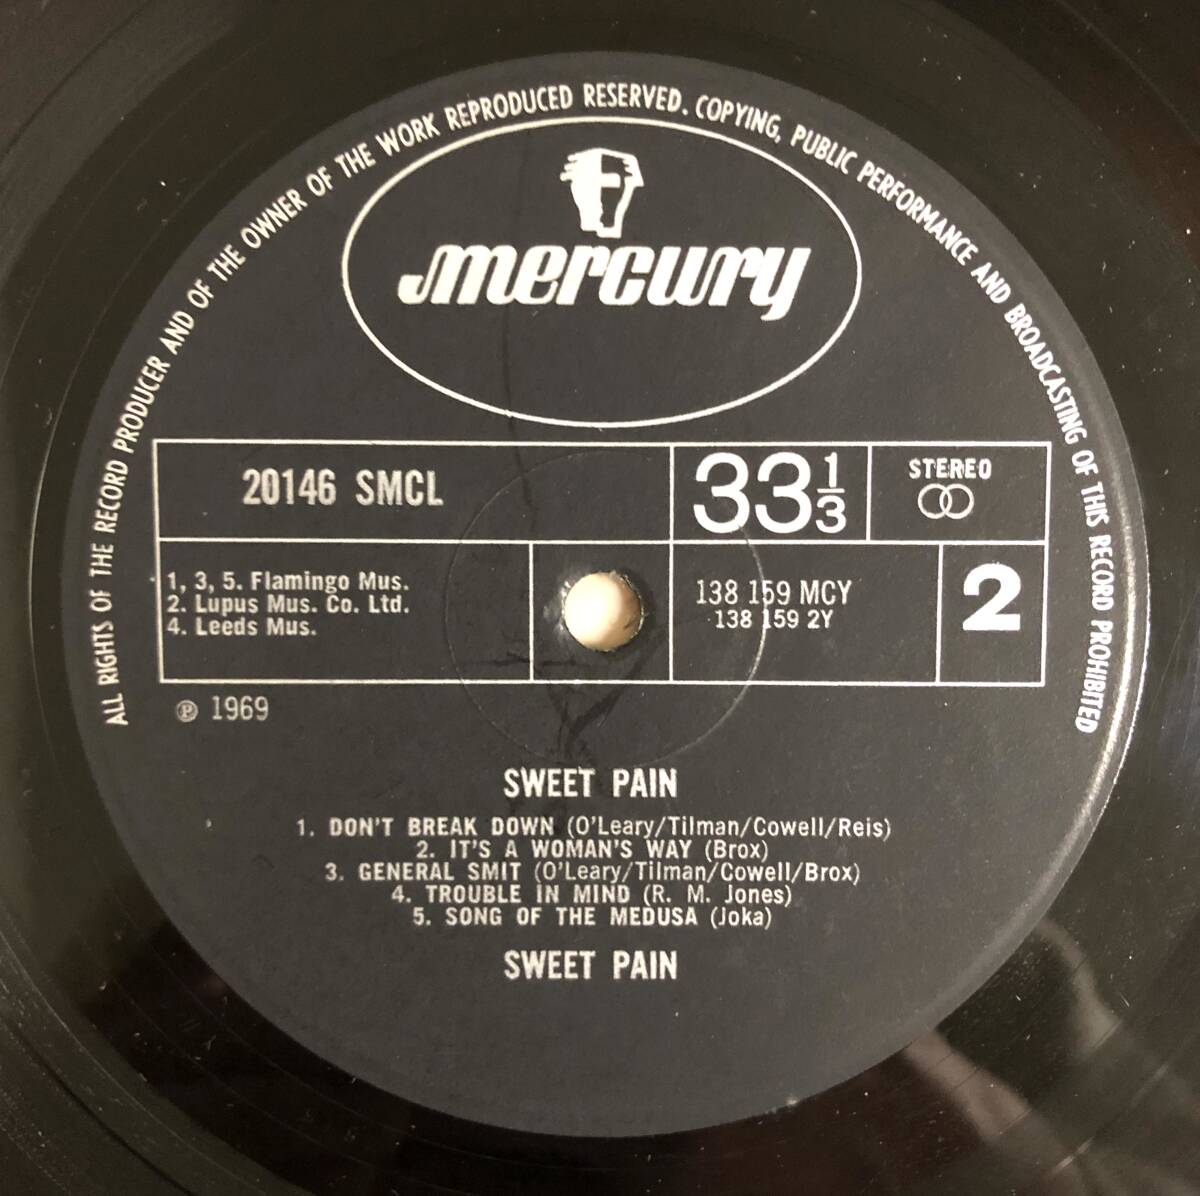 ALL RIGHTS OF THE RECORD PRODUCER AND OF THE OWNER OF THE WORK REPRODUCED RESERVED. COPYING, PUBLIC PERFORMANCE AND BROADCASTING OF THIS RECORD PROHIBITED
mercury
20146 SMCL
33 1/3
STEREO
1, 3, 5. Flamingo Mus.
2. Lupus Mus. Co. Ltd.
4. Leeds Mus.
138 159 MCY
138 159 2Y
2
℗ 1969
SWEET PAIN
1. DON'T BREAK DOWN (O'Leary/Tilman/Cowell/Reis)
2. IT'S A WOMAN'S WAY (Brox)
3. GENERAL SMIT (O'Leary/Tilman/Cowell/Brox)
4. TROUBLE IN MIND (R. M. Jones)
5. SONG OF THE MEDUSA (Joka)
SWEET PAIN